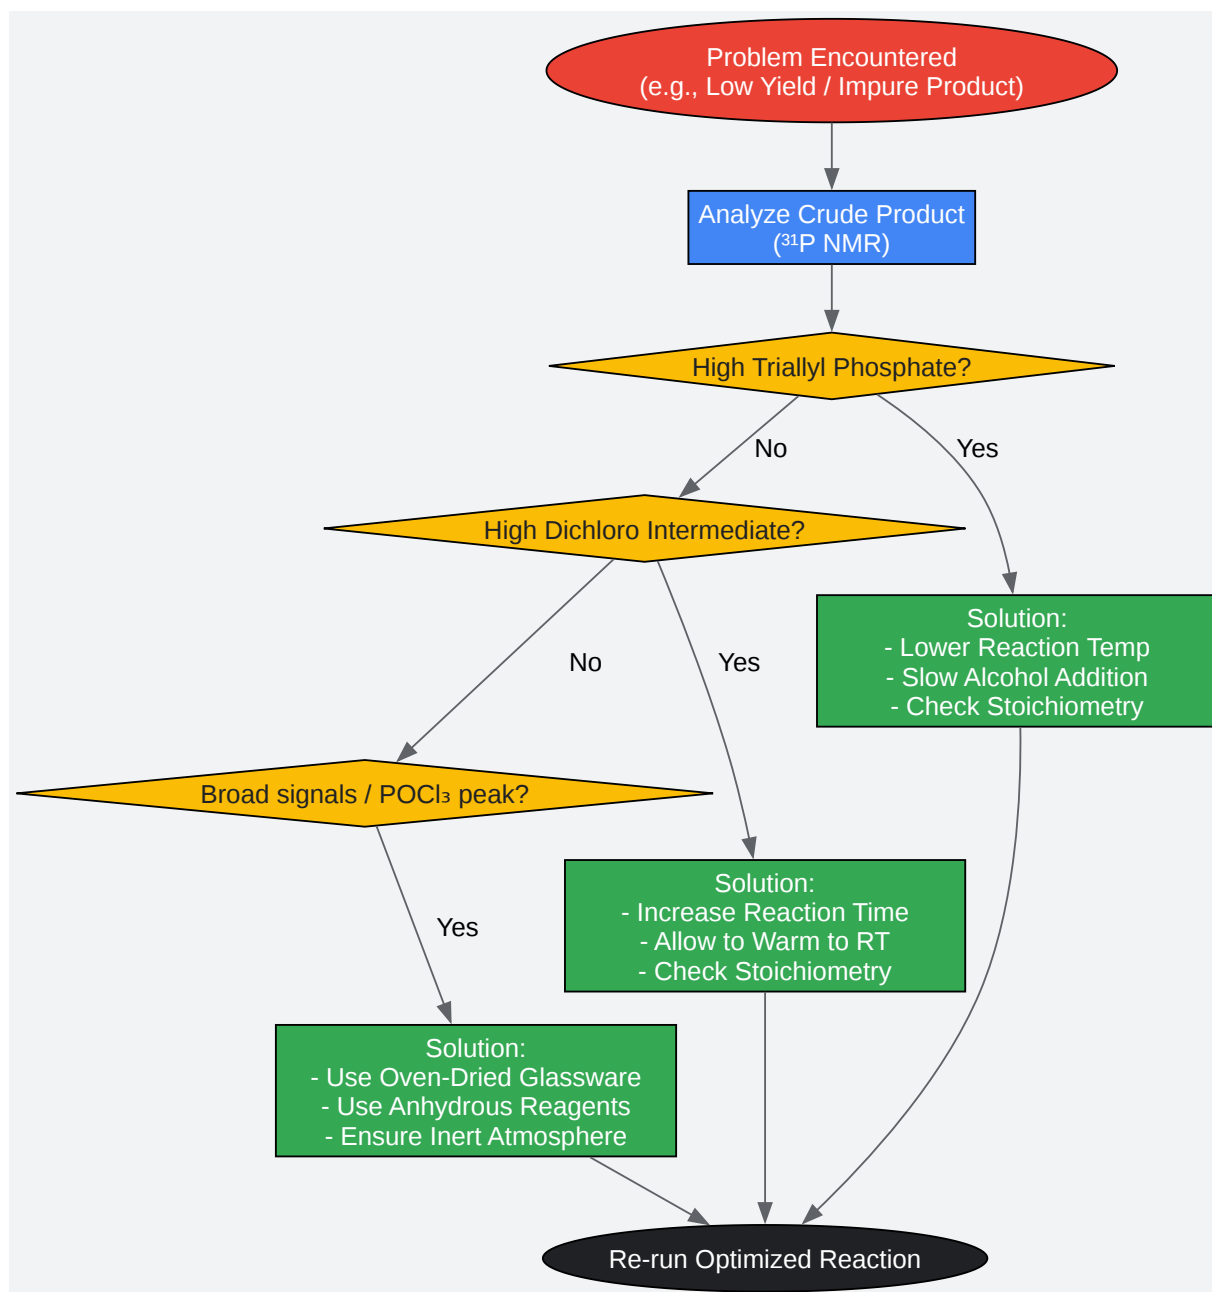 Problem Encountered
(e.g., Low Yield / Impure Product)
Analyze Crude Product
(³¹P NMR)
High Triallyl Phosphate?
No
Yes
High Dichloro Intermediate?
No
Yes
Solution:
- Lower Reaction Temp
- Slow Alcohol Addition
- Check Stoichiometry
Broad signals / POCl₃ peak?
Yes
Solution:
- Increase Reaction Time
- Allow to Warm to RT
- Check Stoichiometry
Solution:
- Use Oven-Dried Glassware
- Use Anhydrous Reagents
- Ensure Inert Atmosphere
Re-run Optimized Reaction